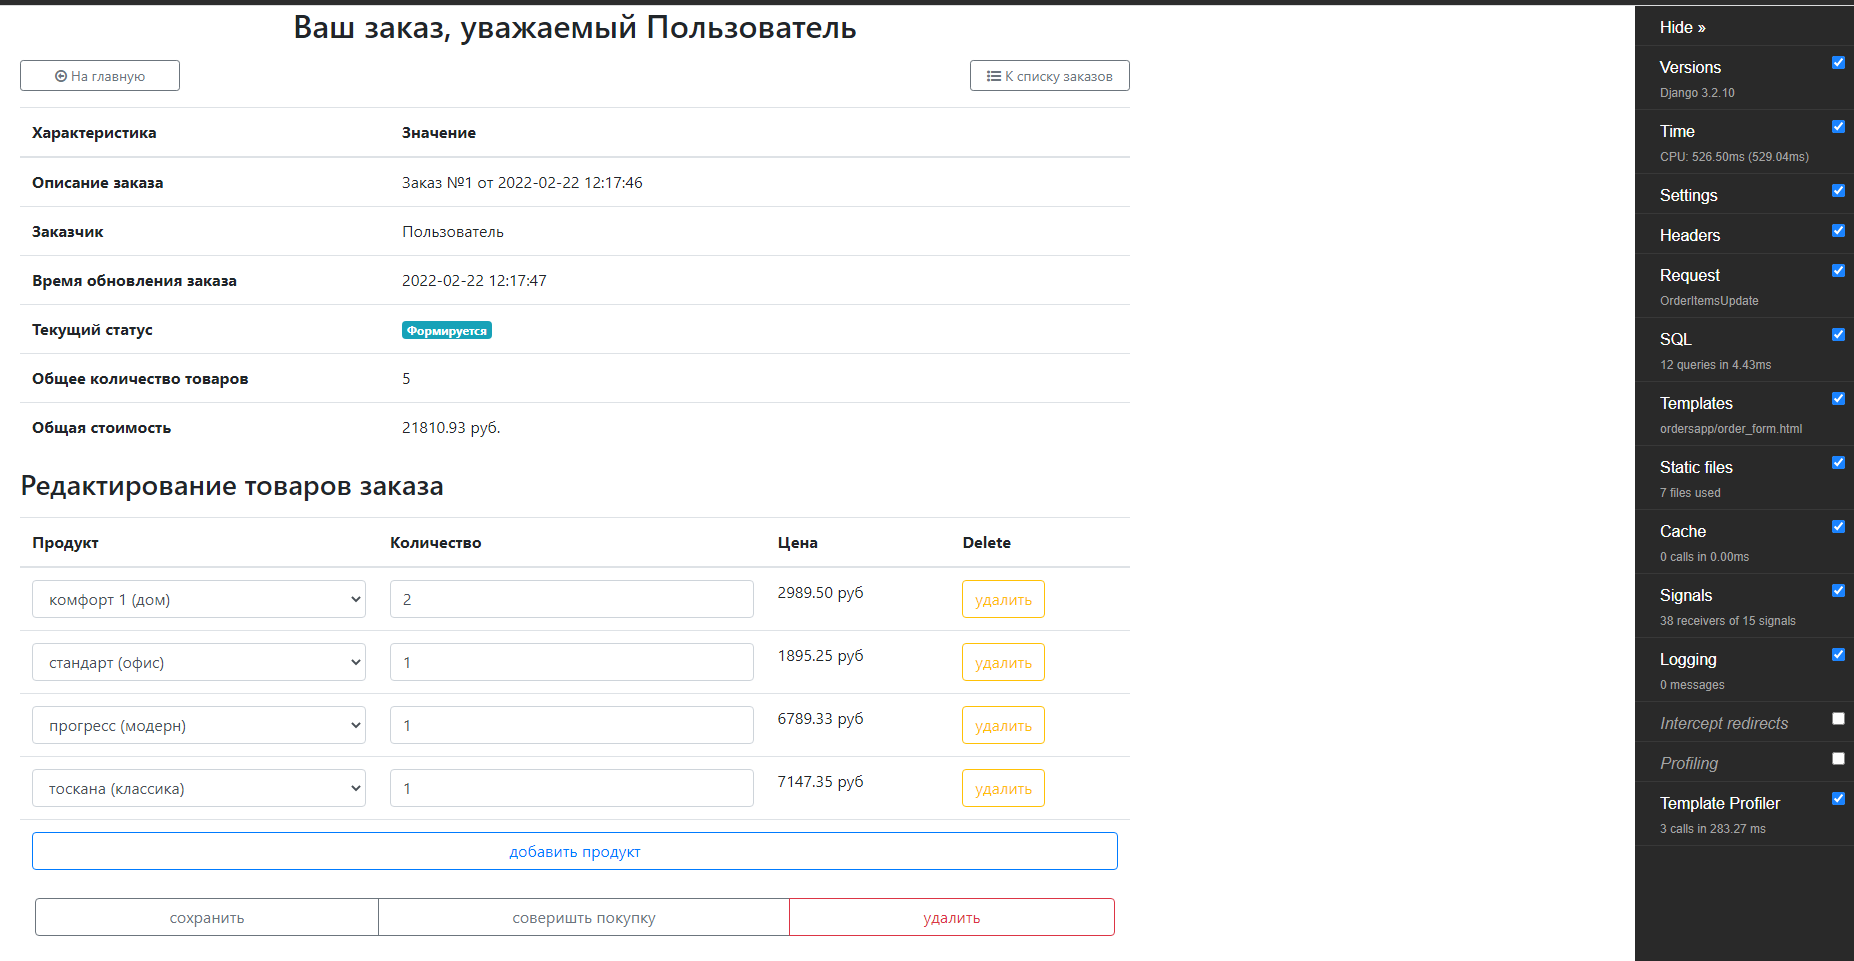 Ваш заказ, уважаемый Пользователь
На главную
К списку заказов
Характеристика Значение
Описание заказа Заказ №1 от 2022-02-22 12:17:46
Заказчик Пользователь
Время обновления заказа 2022-02-22 12:17:47
Текущий статус Формируется
Общее количество товаров 5
Общая стоимость 21810.93 руб.
Редактирование товаров заказа
Продукт Количество Цена Delete
комфорт 1 (дом) 2 2989.50 руб удалить
стандарт (офис) 1 1895.25 руб удалить
прогресс (модерн) 1 6789.33 руб удалить
тоскана (классика) 1 7147.35 руб удалить
добавить продукт
сохранить соверишть покупку удалить
Hide »
Versions
Django 3.2.10
Time
CPU: 526.50ms (529.04ms)
Settings
Headers
Request
OrderItemsUpdate
SQL
12 queries in 4.43ms
Templates
ordersapp/order_form.html
Static files
7 files used
Cache
0 calls in 0.00ms
Signals
38 receivers of 15 signals
Logging
0 messages
Intercept redirects
Profiling
Template Profiler
3 calls in 283.27 ms